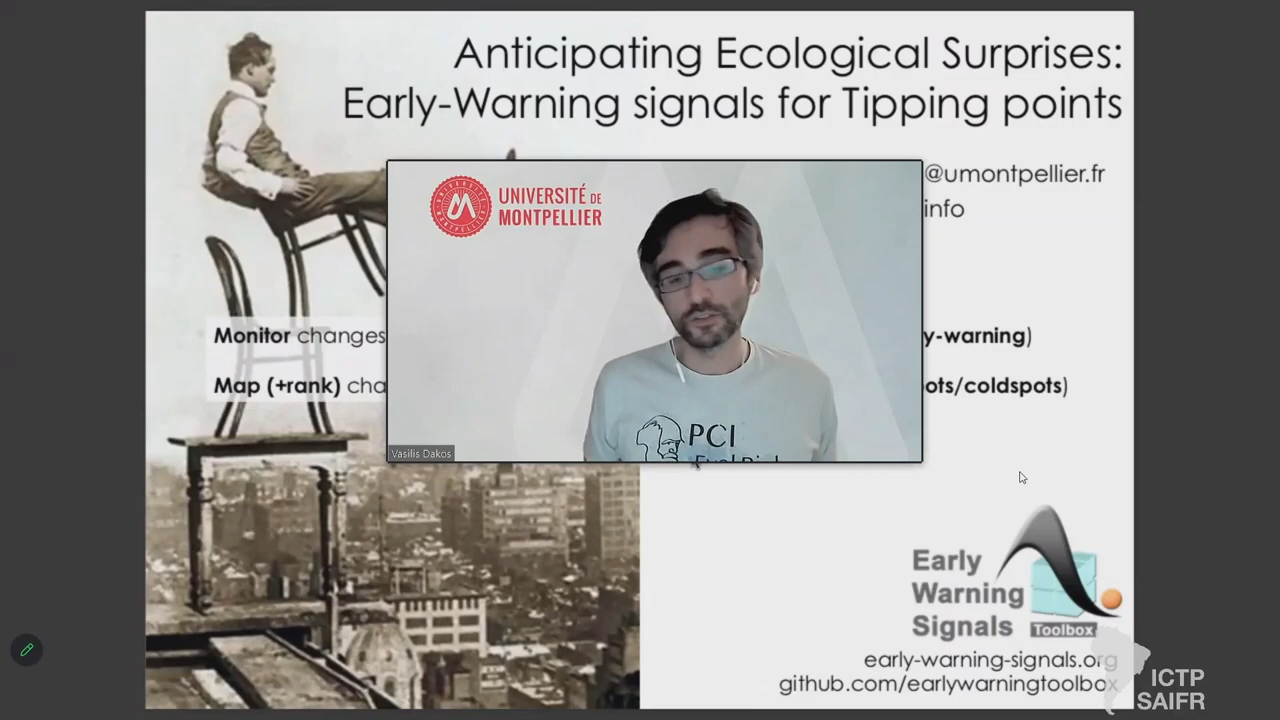 Anticipating Ecological Surprises:
Early-Warning signals for Tipping points
@umontpellier.fr
info
UNIVERSITÉ DE
MONTPELLIER
Monitor changes
y-warning)
Map (+rank) cha
ots/coldspots)
PCI
Vasilis Dakos
Early
Warning
Signals
Toolbox
early-warning-signals.org
github.com/earlywarningtoolbox
ICTP
SAIFR